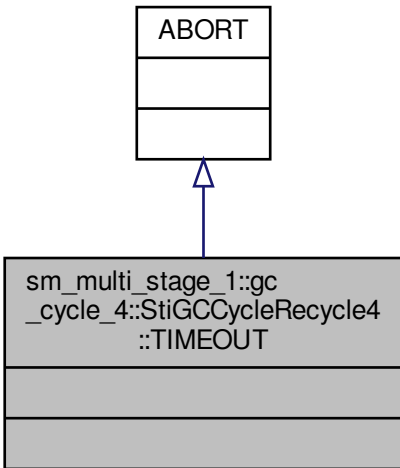 ABORT
sm_multi_stage_1::gc
_cycle_4::StiGCCycleRecycle4
::TIMEOUT